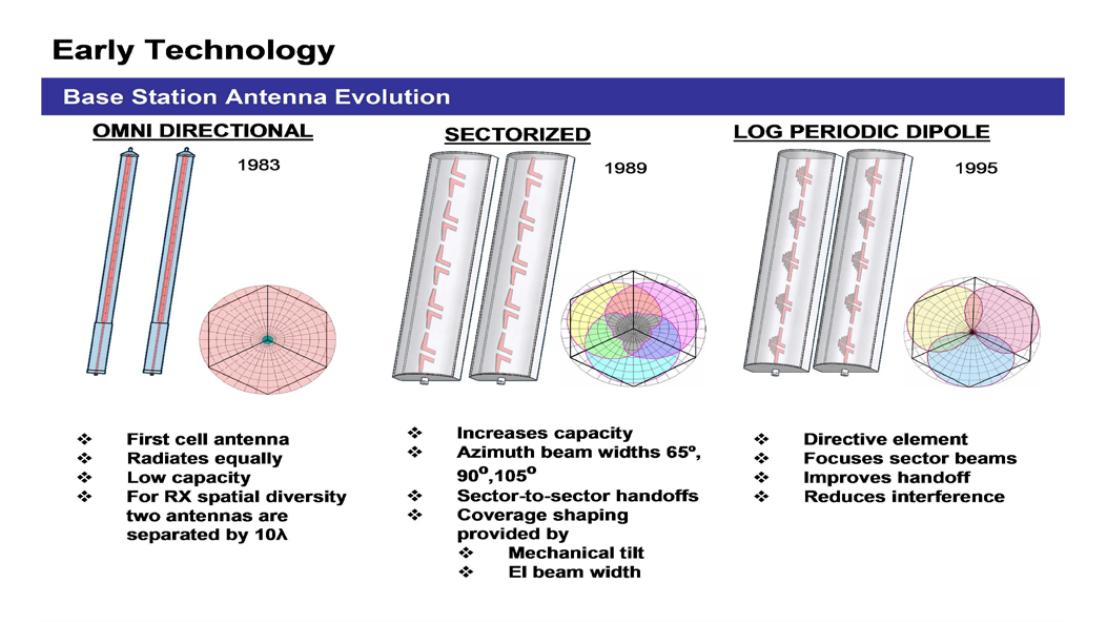 Early Technology
Base Station Antenna Evolution
OMNI DIRECTIONAL
1983
❖ First cell antenna
❖ Radiates equally
❖ Low capacity
❖ For RX spatial diversity
two antennas are
separated by 10λ
SECTORIZED
1989
❖ Increases capacity
❖ Azimuth beam widths 65º,
90º,105º
❖ Sector-to-sector handoffs
❖ Coverage shaping
provided by
❖ Mechanical tilt
❖ El beam width
LOG PERIODIC DIPOLE
1995
❖ Directive element
❖ Focuses sector beams
❖ Improves handoff
❖ Reduces interference